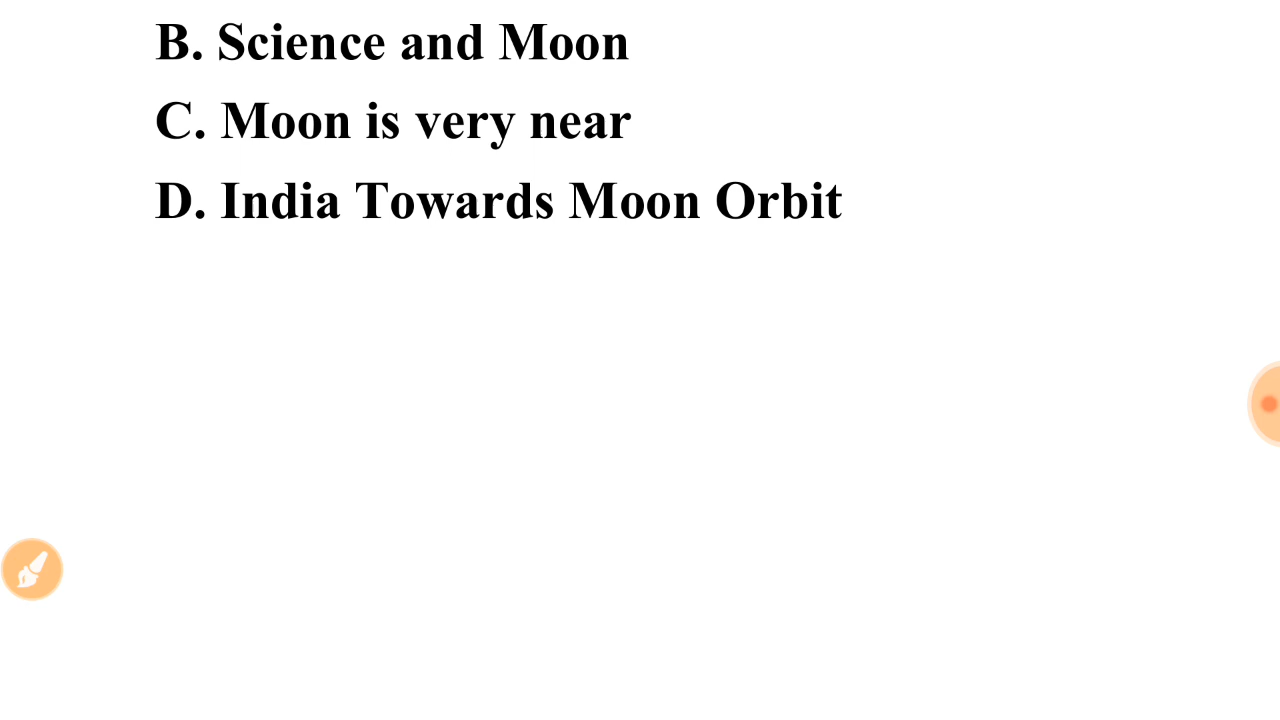 B. Science and Moon
C. Moon is very near
D. India Towards Moon Orbit